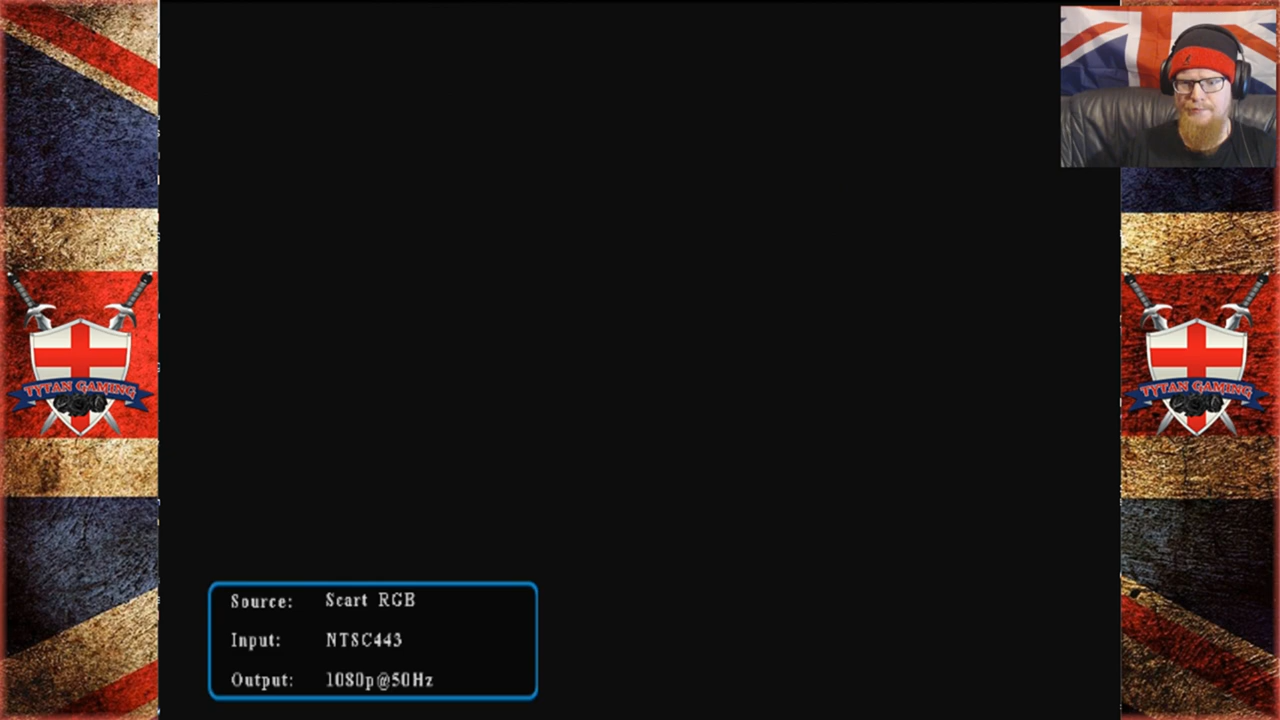 TYTAN GAMING
TYTAN GAMING
Source: Scart RGB
Input: NTSC443
Output: 1080p@50Hz